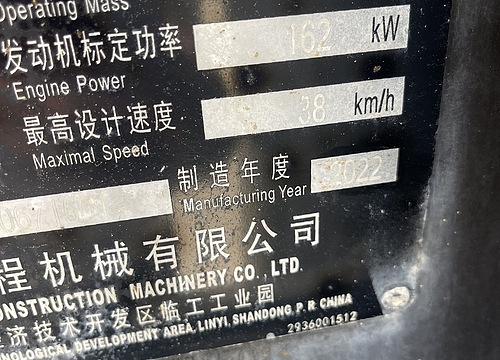 Operating Mass
发动机标定功率 162 kW
Engine Power
最高设计速度 38 km/h
Maximal Speed
制造年度 2022
Manufacturing Year
程机械有限公司
ONSTRUCTION MACHINERY CO., LTD.
济技术开发区临工工业园
NOLOGICAL DEVELOPMENT AREA, LINYI, SHANDONG, P. R. CHINA
2936001512